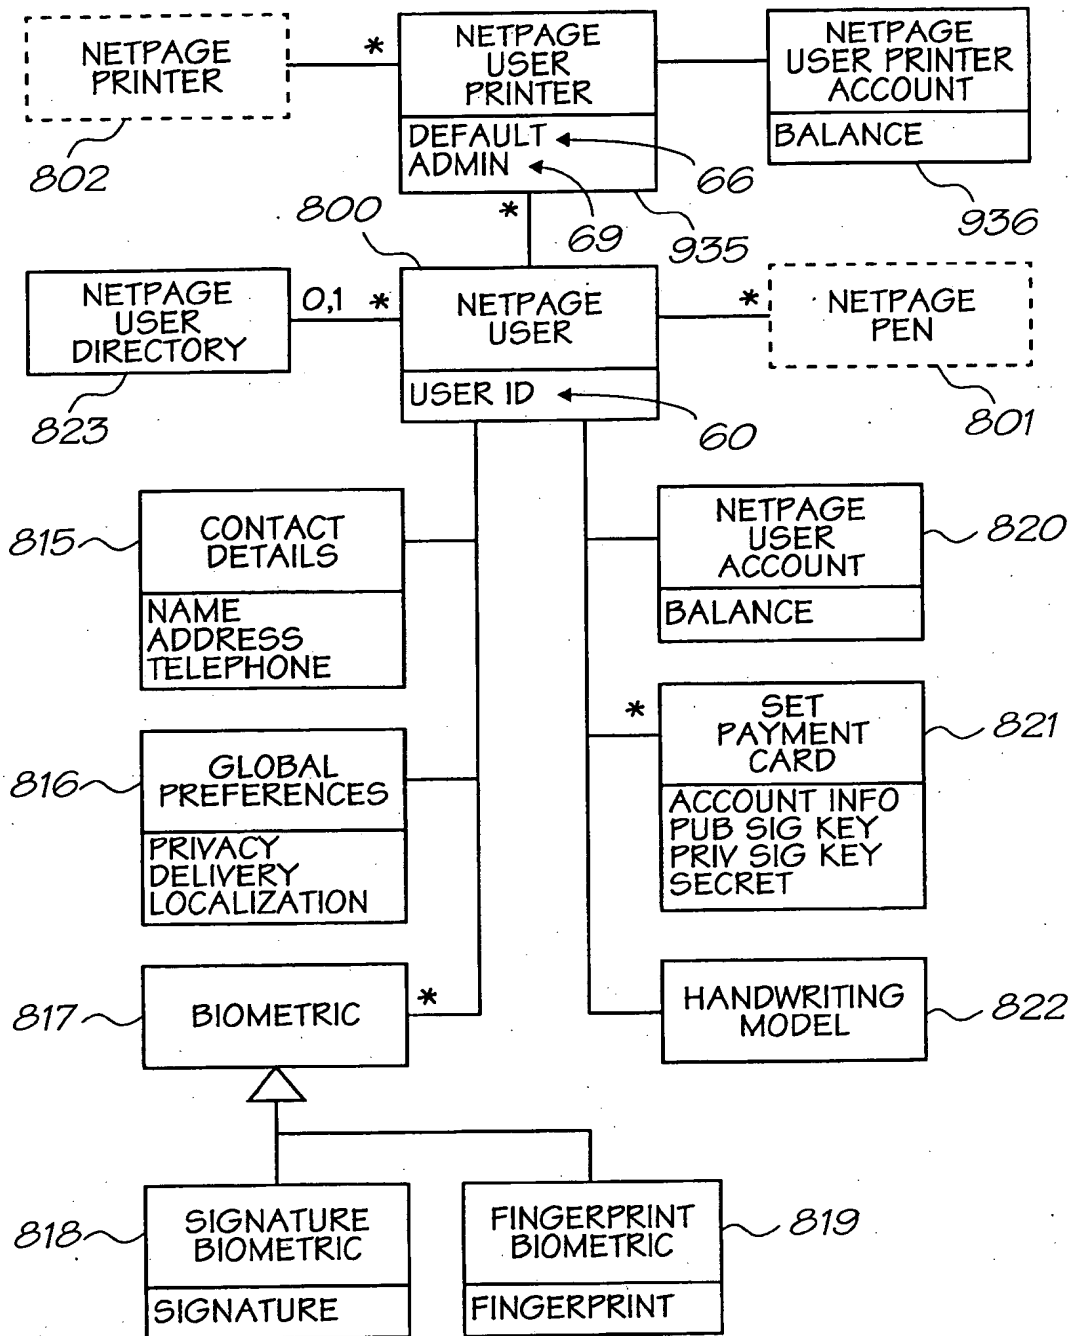 NETPAGE
PRINTER
802
*
NETPAGE
USER
PRINTER
DEFAULT
ADMIN
66
69
935
*
NETPAGE
USER PRINTER
ACCOUNT
BALANCE
936
800
NETPAGE
USER
DIRECTORY
823
0,1 *
NETPAGE
USER
USER ID
60
*
NETPAGE
PEN
801
815
CONTACT
DETAILS
NAME
ADDRESS
TELEPHONE
NETPAGE
USER
ACCOUNT
BALANCE
820
816
GLOBAL
PREFERENCES
PRIVACY
DELIVERY
LOCALIZATION
*
SET
PAYMENT
CARD
ACCOUNT INFO
PUB SIG KEY
PRIV SIG KEY
SECRET
821
817
BIOMETRIC
*
HANDWRITING
MODEL
822
818
SIGNATURE
BIOMETRIC
SIGNATURE
FINGERPRINT
BIOMETRIC
FINGERPRINT
819